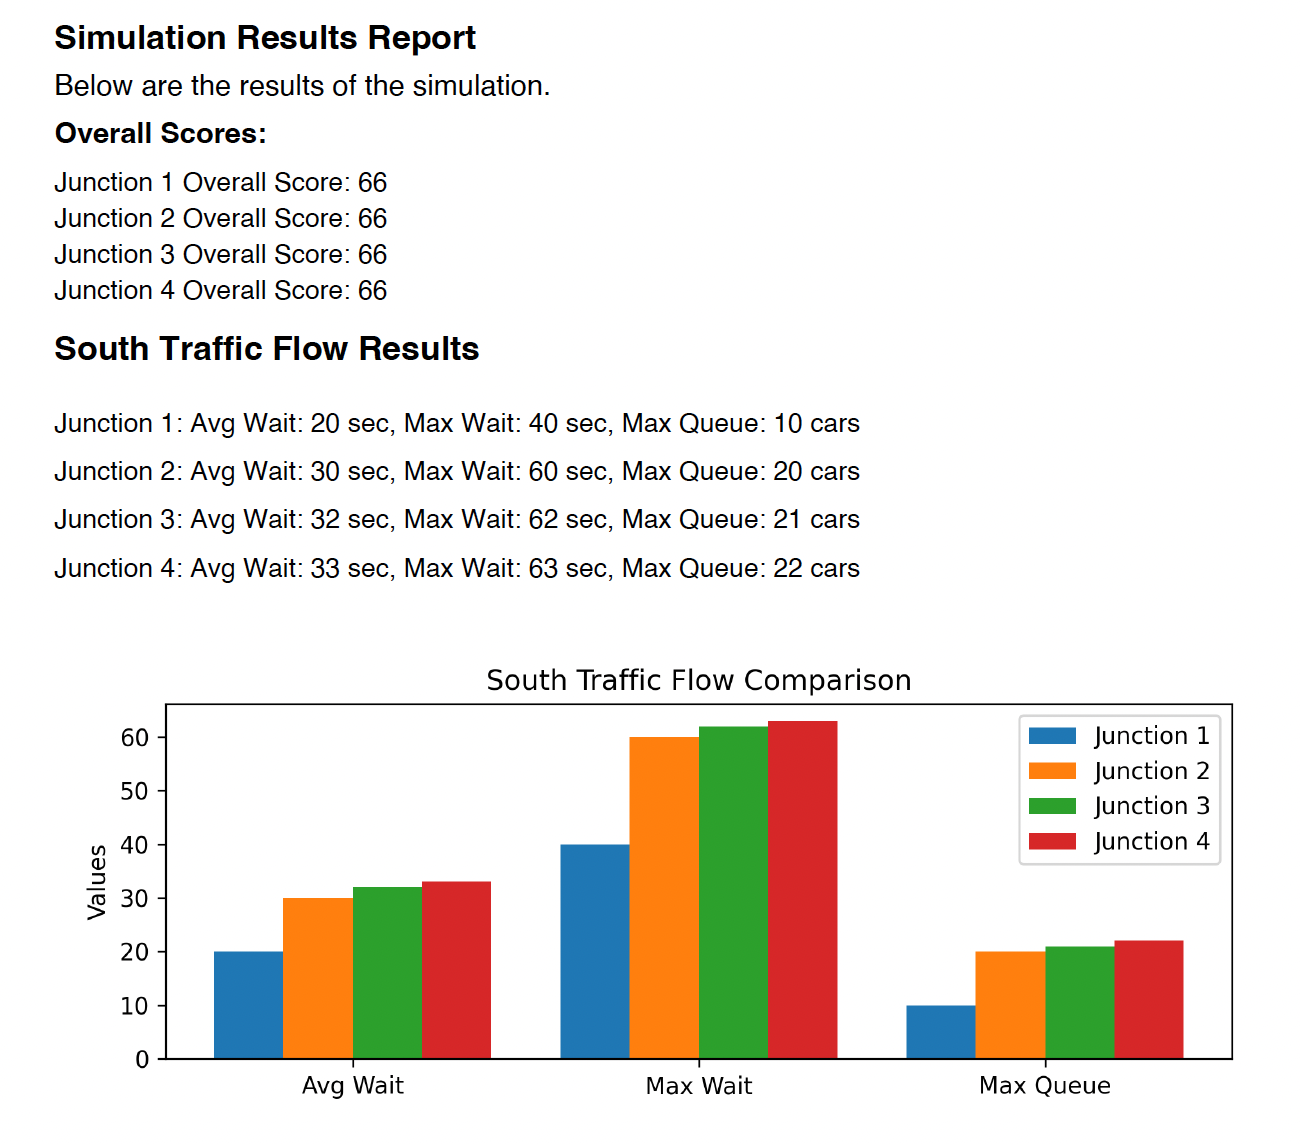 Simulation Results Report
Below are the results of the simulation.
Overall Scores:
Junction 1 Overall Score: 66
Junction 2 Overall Score: 66
Junction 3 Overall Score: 66
Junction 4 Overall Score: 66
South Traffic Flow Results
Junction 1: Avg Wait: 20 sec, Max Wait: 40 sec, Max Queue: 10 cars
Junction 2: Avg Wait: 30 sec, Max Wait: 60 sec, Max Queue: 20 cars
Junction 3: Avg Wait: 32 sec, Max Wait: 62 sec, Max Queue: 21 cars
Junction 4: Avg Wait: 33 sec, Max Wait: 63 sec, Max Queue: 22 cars
South Traffic Flow Comparison
Values
60
50
40
30
20
10
0
Junction 1
Junction 2
Junction 3
Junction 4
Avg Wait
Max Wait
Max Queue